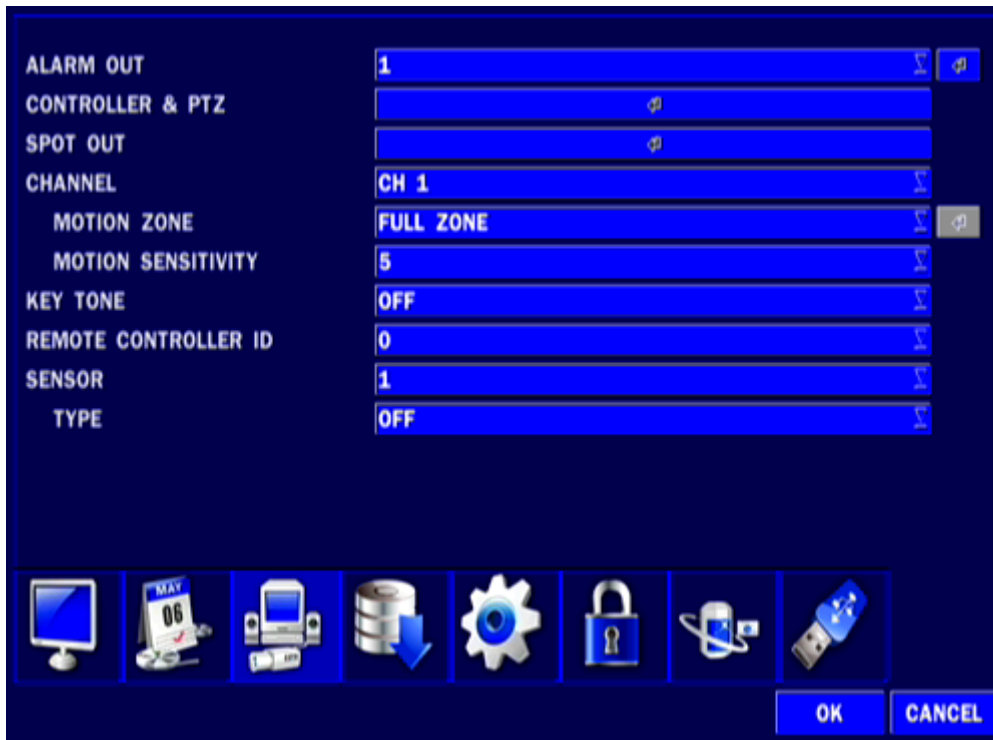 ALARM OUT 1
CONTROLLER & PTZ
SPOT OUT
CHANNEL CH 1
MOTION ZONE FULL ZONE
MOTION SENSITIVITY 5
KEY TONE OFF
REMOTE CONTROLLER ID 0
SENSOR 1
TYPE OFF
MAY
06
OK CANCEL